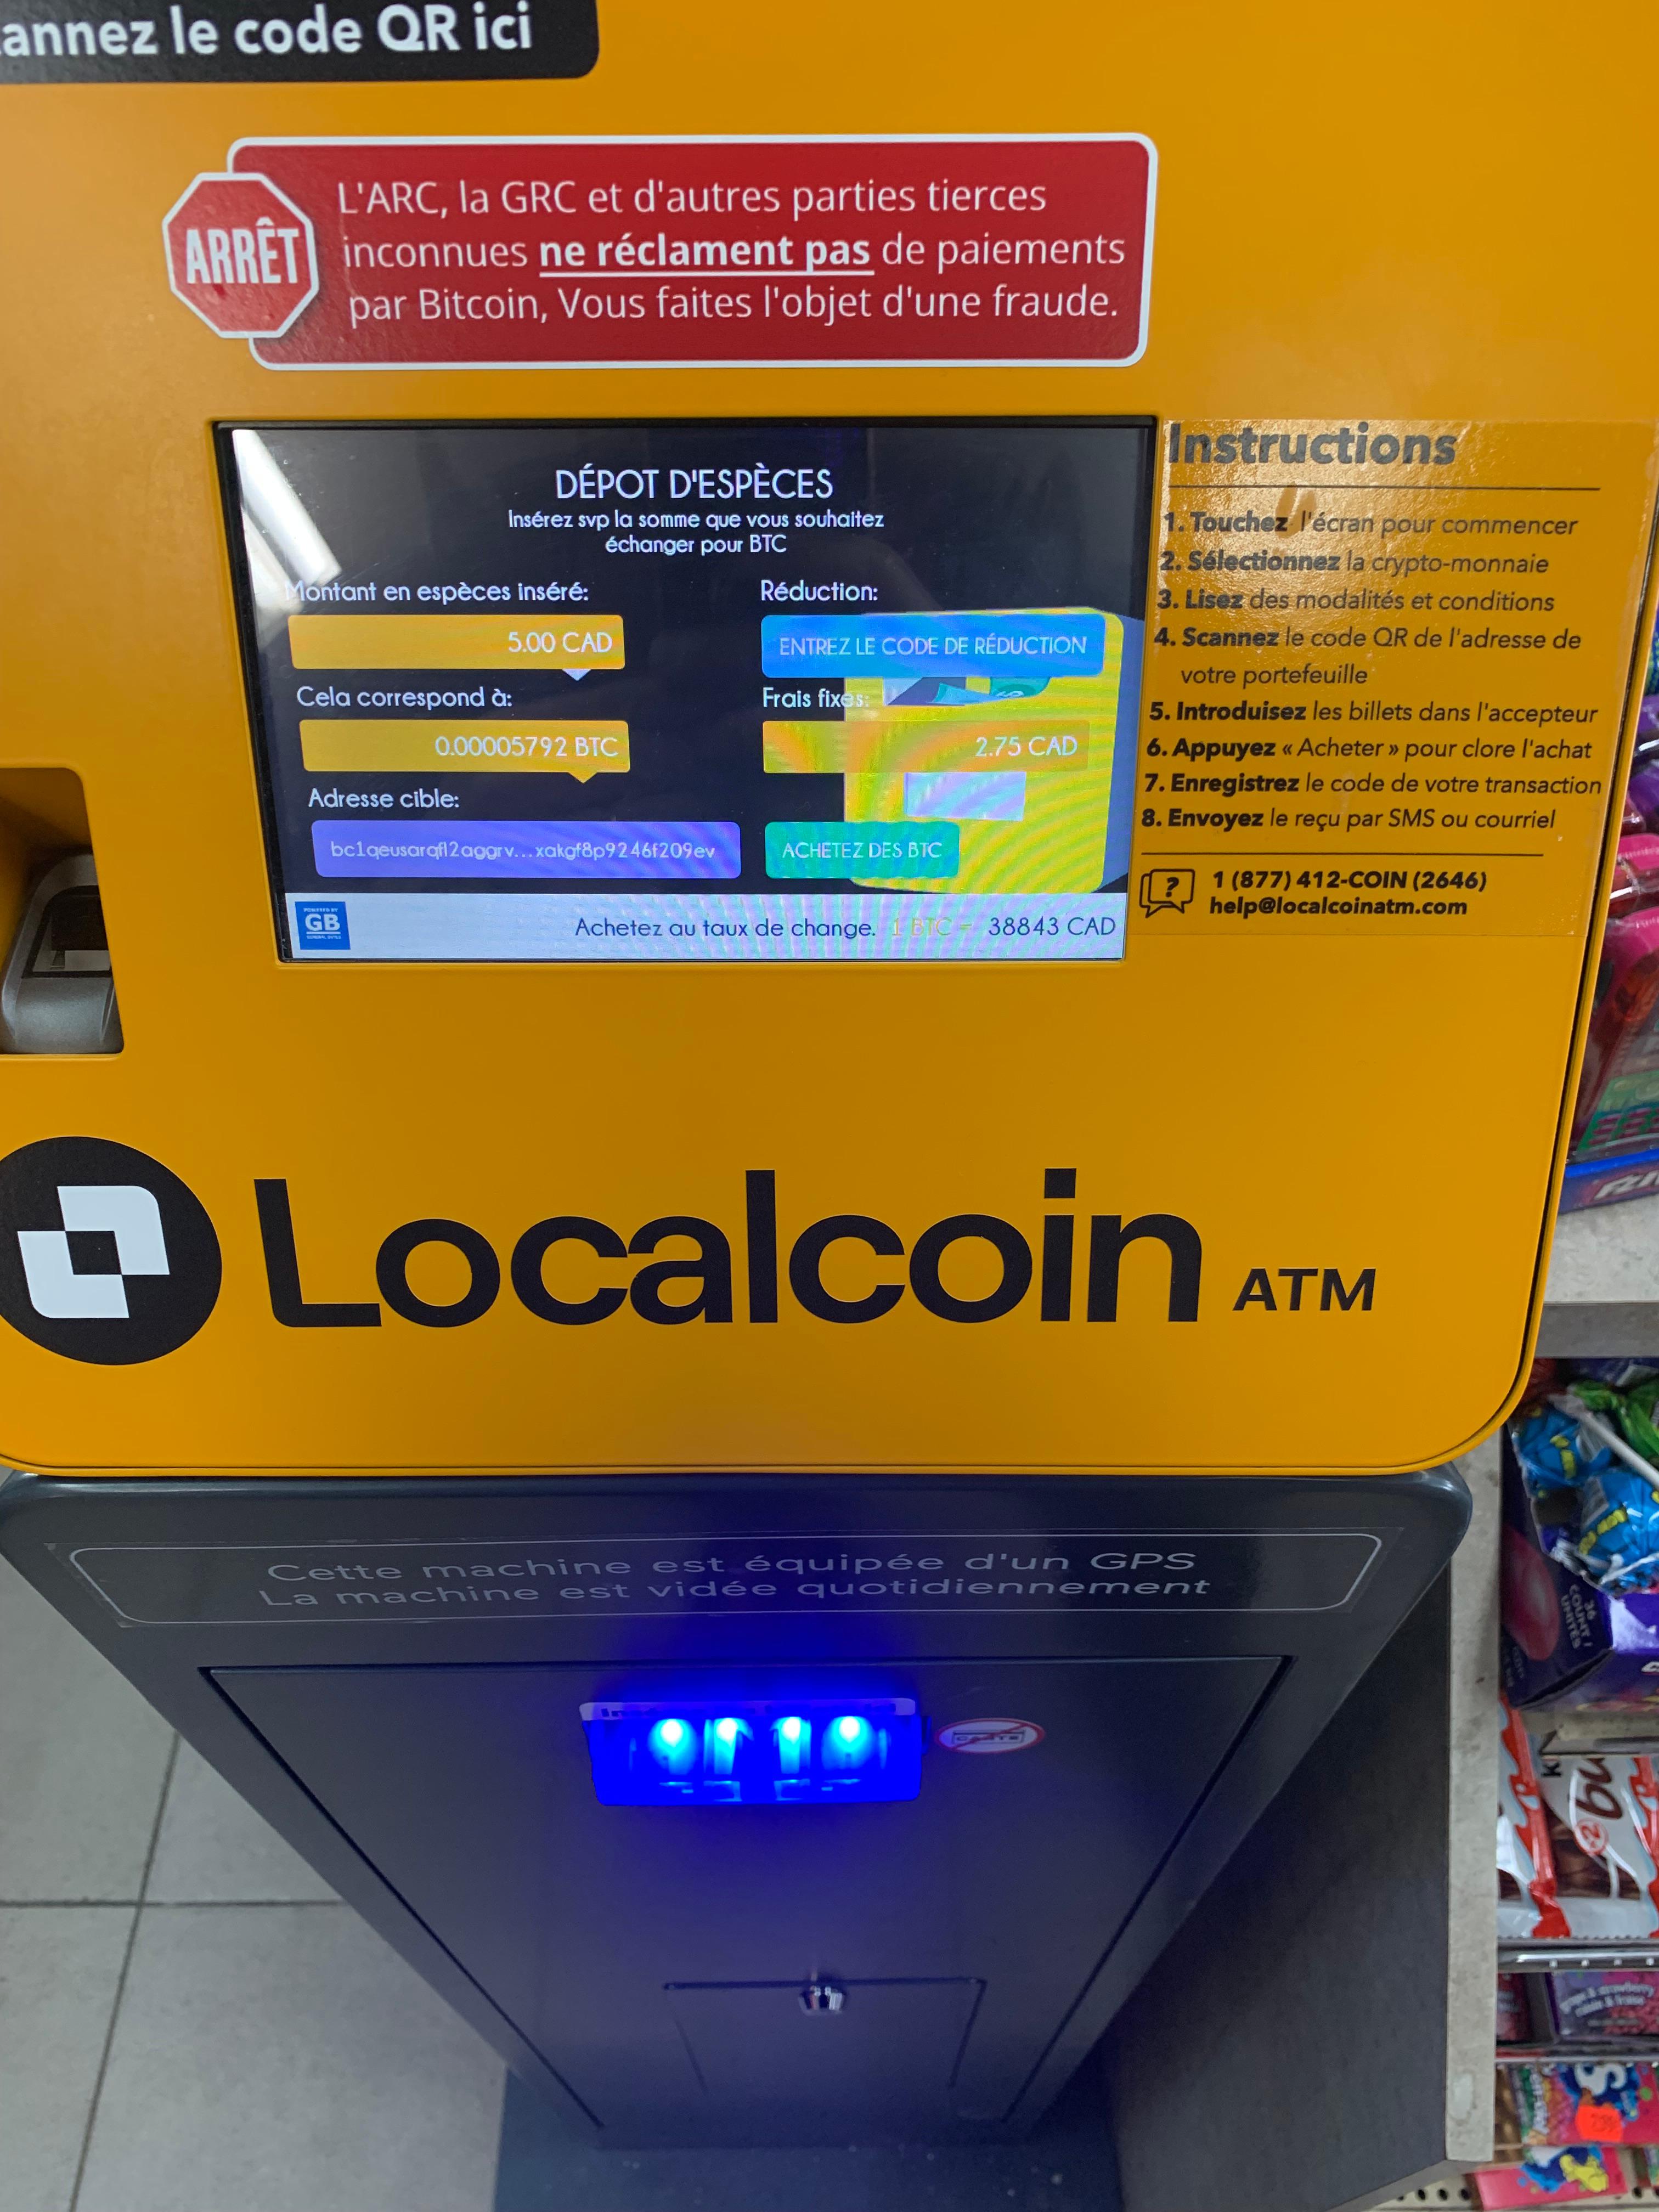 annez le code QR ici
ARRÊT
L'ARC, la GRC et d'autres parties tierces
inconnues ne réclament pas de paiements
par Bitcoin, Vous faites l'objet d'une fraude.
DÉPOT D'ESPÈCES
Insérez svp la somme que vous souhaitez
échanger pour BTC
Montant en espèces inséré:
5.00 CAD
Cela correspond à:
0.00005792 BTC
Adresse cible:
bc1qeusarqfl2aggrv...xakgf8p9246f209ev
Réduction:
ENTREZ LE CODE DE RÉDUCTION
Frais fixes:
2.75 CAD
ACHETEZ DES BTC
POWERED BY
GB
GENERAL BYTES
Achetez au taux de change. 1 BTC = 38843 CAD
Instructions
1. Touchez l'écran pour commencer
2. Sélectionnez la crypto-monnaie
3. Lisez des modalités et conditions
4. Scannez le code QR de l'adresse de
votre portefeuille
5. Introduisez les billets dans l'accepteur
6. Appuyez « Acheter » pour clore l'achat
7. Enregistrez le code de votre transaction
8. Envoyez le reçu par SMS ou courriel
?
1 (877) 412-COIN (2646)
help@localcoinatm.com
Localcoin ATM
Cette machine est équipée d'un GPS
La machine est vidée quotidiennement
36
COUNT /
UNITÉS